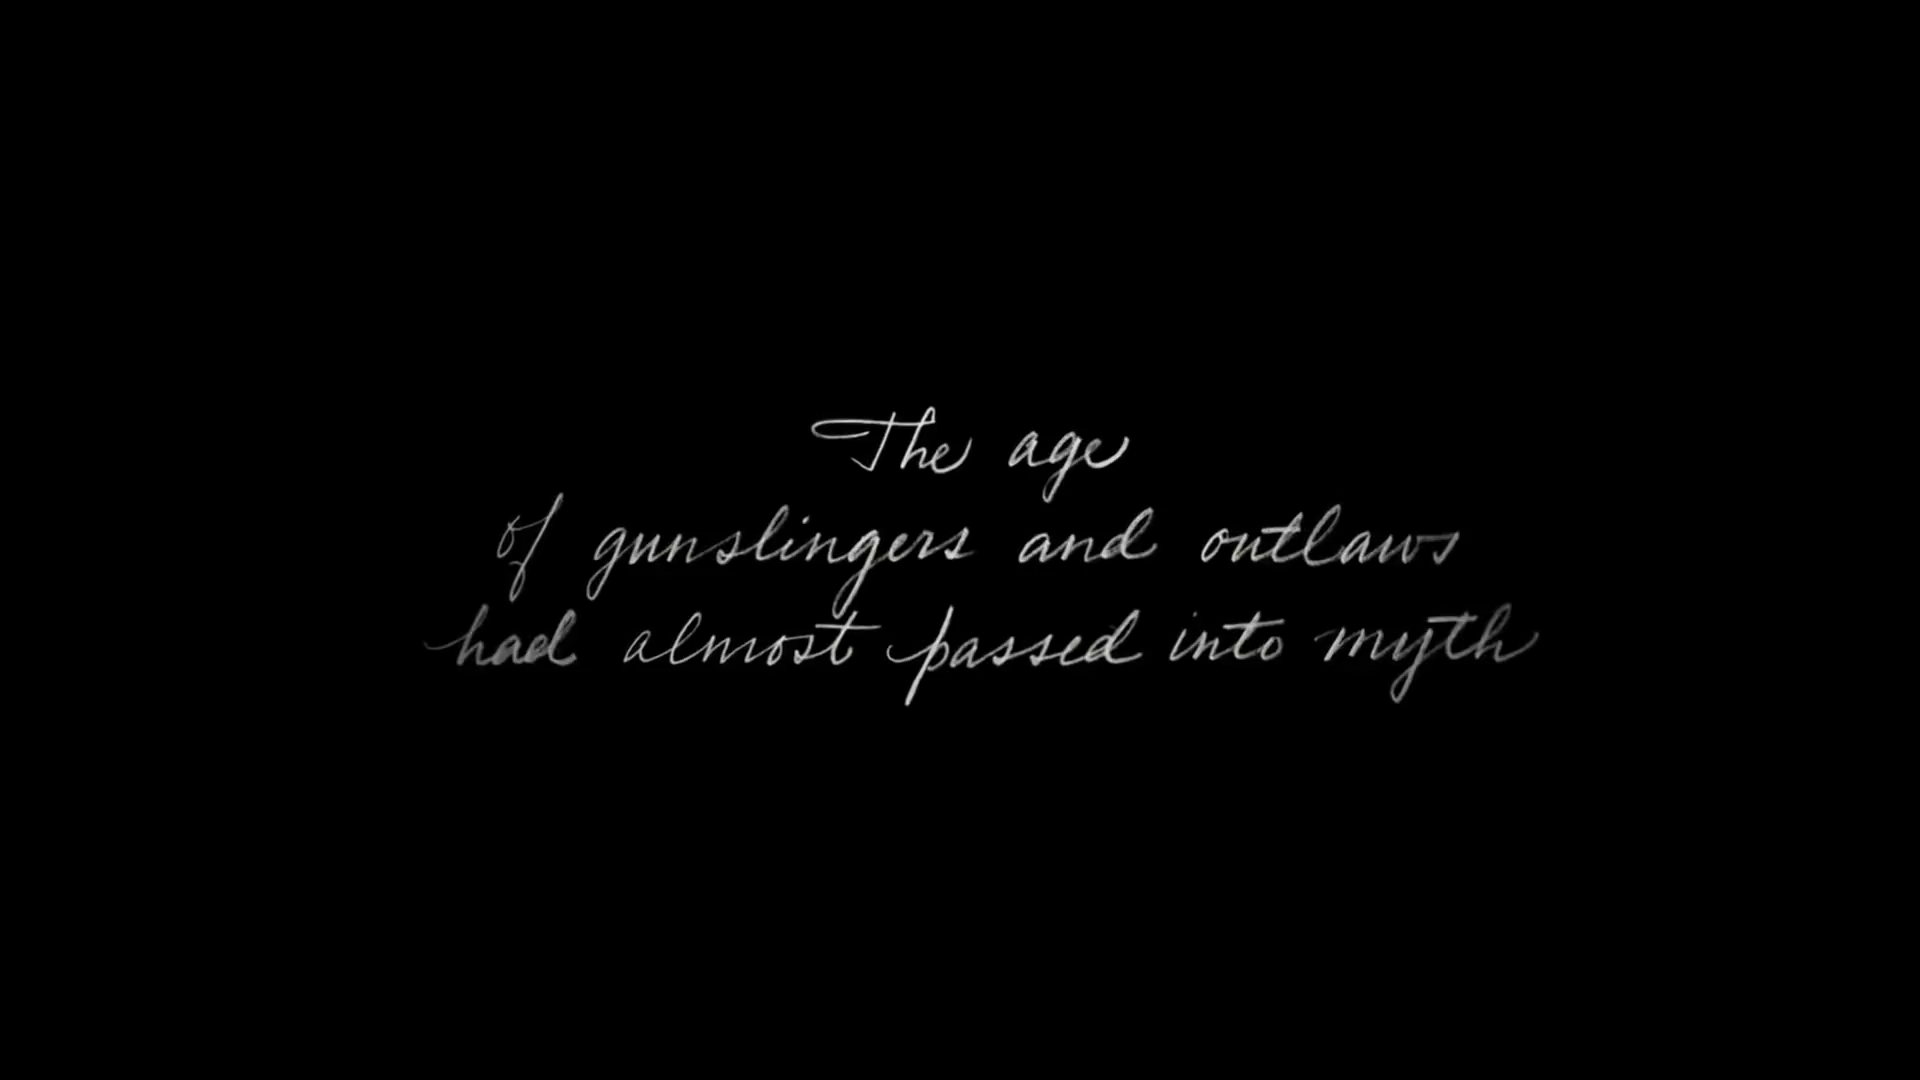 The age
of gunslingers and outlaws
had almost passed into myth